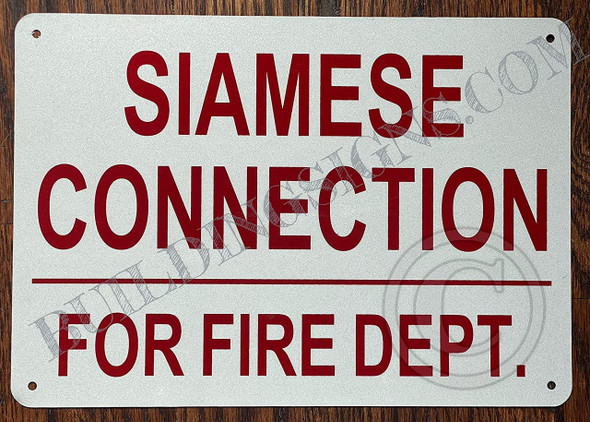 SIAMESE
CONNECTION
FOR FIRE DEPT.
BUILDINGSIGNS.COM
©